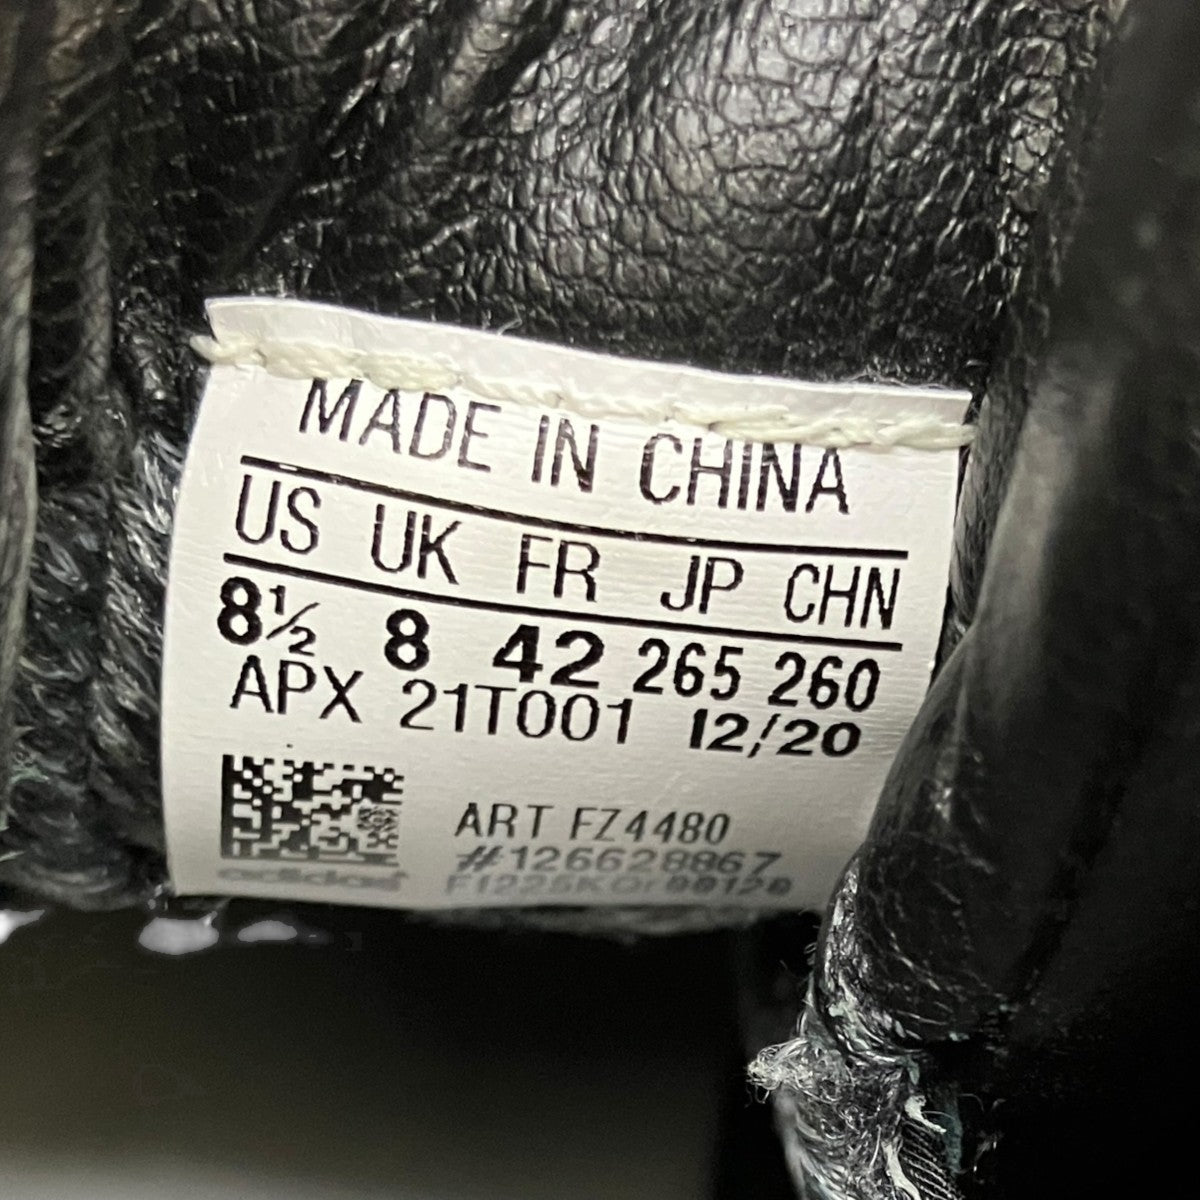 MADE IN CHINA
US UK FR JP CHN
8½ 8 42 265 260
APX 21T001 12/20
ART FZ4480
#126628867
adidas